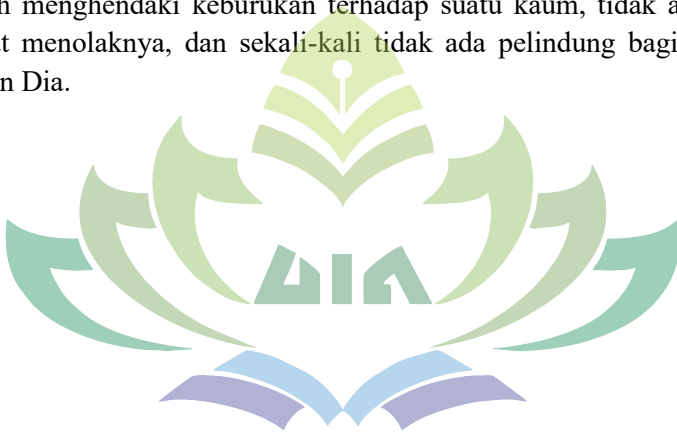 h menghendaki keburukan terhadap suatu kaum, tidak a
t menolaknya, dan sekali-kali tidak ada pelindung bagi
n Dia.